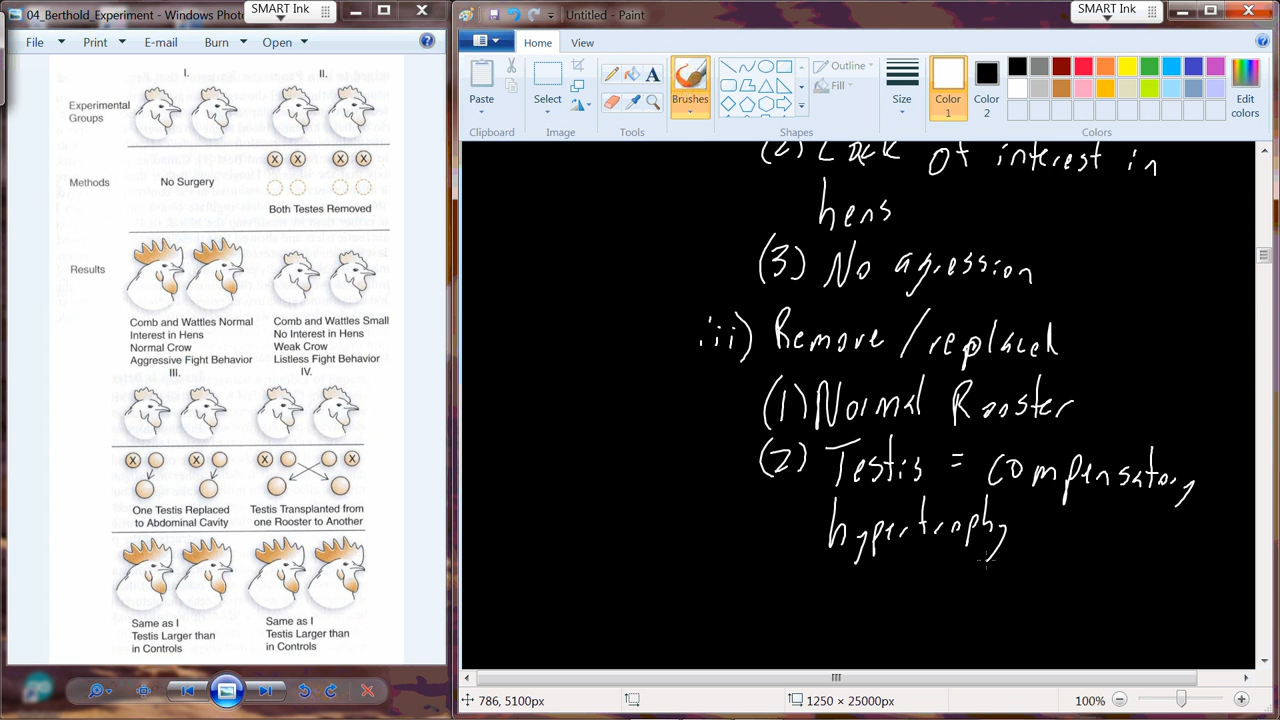 04_Berthold_Experiment - Windows Photo
SMART Ink
File
Print
E-mail
Burn
Open
I.
II.
Experimental
Groups
Methods
No Surgery
X X X X
Both Testes Removed
Results
Comb and Wattles Normal
Interest in Hens
Normal Crow
Aggressive Fight Behavior
Comb and Wattles Small
No Interest in Hens
Weak Crow
Listless Fight Behavior
III.
IV.
X X X X
One Testis Replaced
to Abdominal Cavity
Testis Transplanted from
one Rooster to Another
Same as I
Testis Larger than
in Controls
Same as I
Testis Larger than
in Controls
Untitled - Paint
SMART Ink
Home
View
Paste
Select
Brushes
Outline
Fill
Size
Color
1
Color
2
Edit
colors
Clipboard
Image
Tools
Shapes
Colors
(2) Lack of interest in
hens
(3) No agression
iii) Remove/replaced
(1) Normal Rooster
(2) Testis = compensatory
hypertrophy
786, 5100px
1250 × 25000px
100%